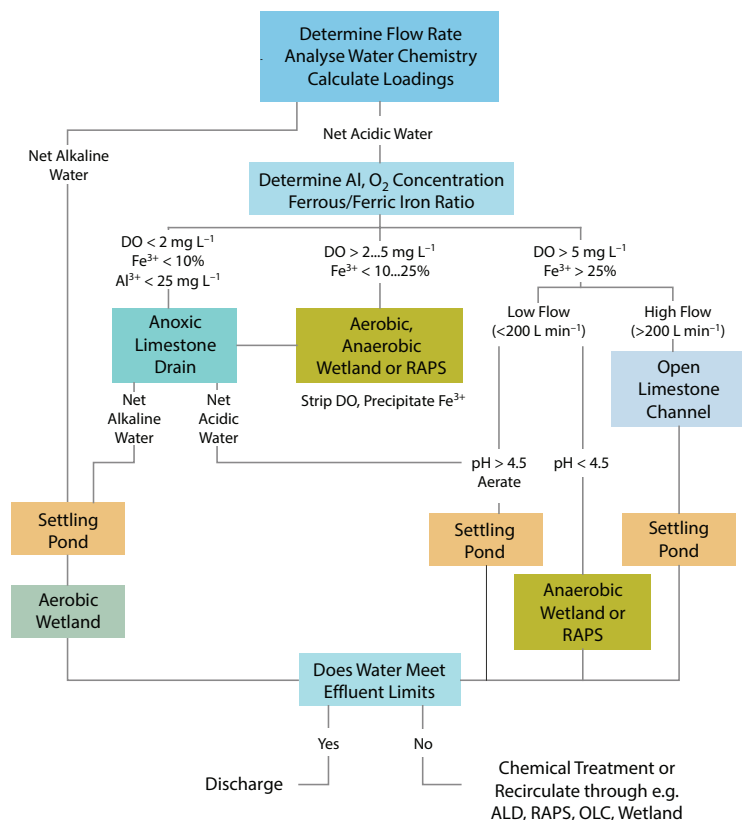 Determine Flow Rate
Analyse Water Chemistry
Calculate Loadings
Net Acidic Water
Net Alkaline
Water
Determine Al, O₂ Concentration
Ferrous/Ferric Iron Ratio
DO < 2 mg L⁻¹
Fe³⁺ < 10%
Al³⁺ < 25 mg L⁻¹
DO > 2...5 mg L⁻¹
Fe³⁺ < 10...25%
DO > 5 mg L⁻¹
Fe³⁺ > 25%
Low Flow
(<200 L min⁻¹)
High Flow
(>200 L min⁻¹)
Anoxic
Limestone
Drain
Aerobic,
Anaerobic
Wetland or RAPS
Strip DO, Precipitate Fe³⁺
Open
Limestone
Channel
Net
Alkaline
Water
Net
Acidic
Water
pH > 4.5
Aerate
pH < 4.5
Settling
Pond
Settling
Pond
Settling
Pond
Aerobic
Wetland
Anaerobic
Wetland or
RAPS
Does Water Meet
Effluent Limits
Yes
No
Discharge
Chemical Treatment or
Recirculate through e.g.
ALD, RAPS, OLC, Wetland